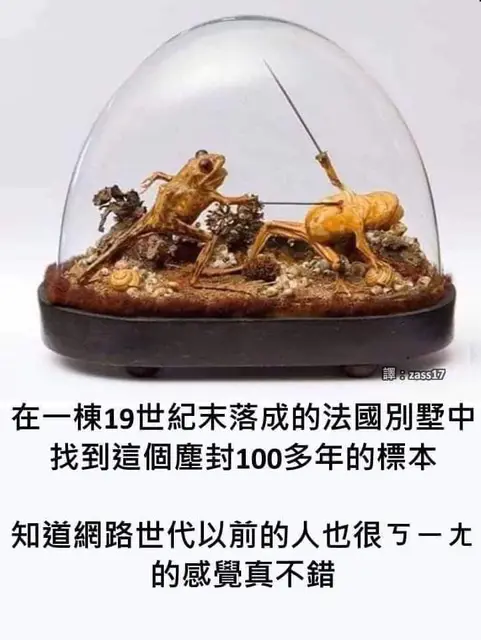 譯：zass17
在一棟19世紀末落成的法國別墅中
找到這個塵封100多年的標本
知道網路世代以前的人也很ㄎㄧㄤ
的感覺真不錯